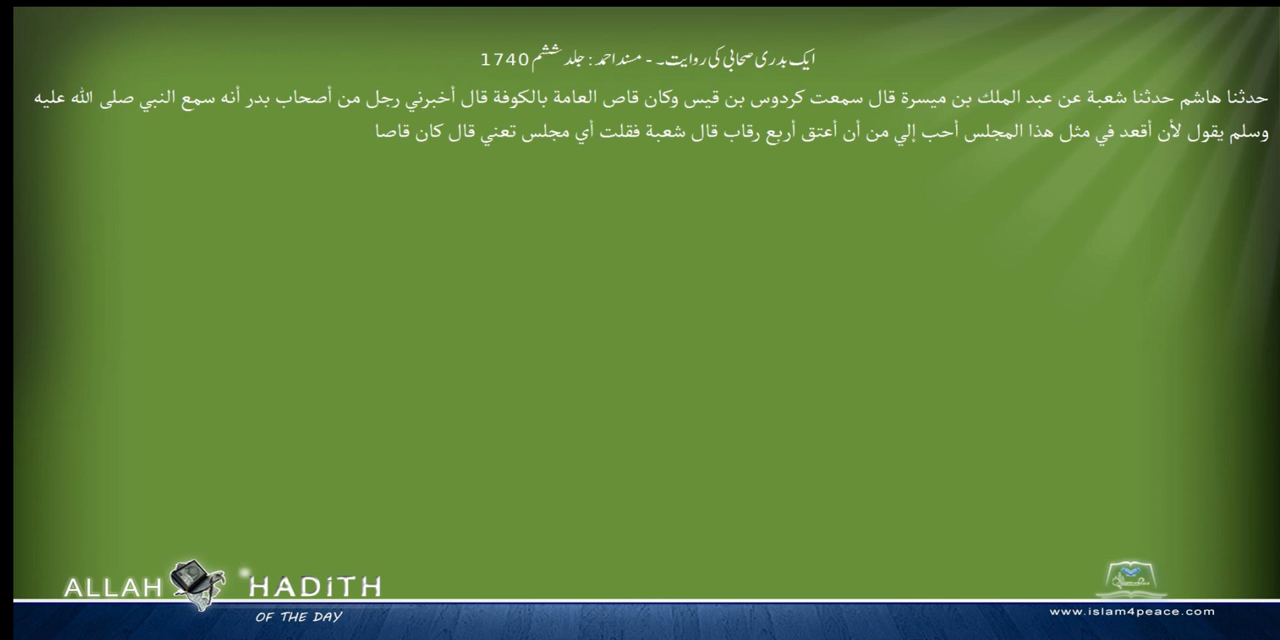 ایک بدری صحابی کی روایت۔ - مسند احمد : جلد ششم 1740
حدثنا هاشم حدثنا شعبة عن عبد الملك بن ميسرة قال سمعت كردوس بن قيس وكان قاص العامة بالكوفة قال أخبرني رجل من أصحاب بدر أنه سمع النبي صلى الله عليه
وسلم يقول لأن أقعد في مثل هذا المجلس أحب إلي من أن أعتق أربع رقاب قال شعبة فقلت أي مجلس تعني قال كان قاصا
ALLAH HADITH
OF THE DAY
www.islam4peace.com